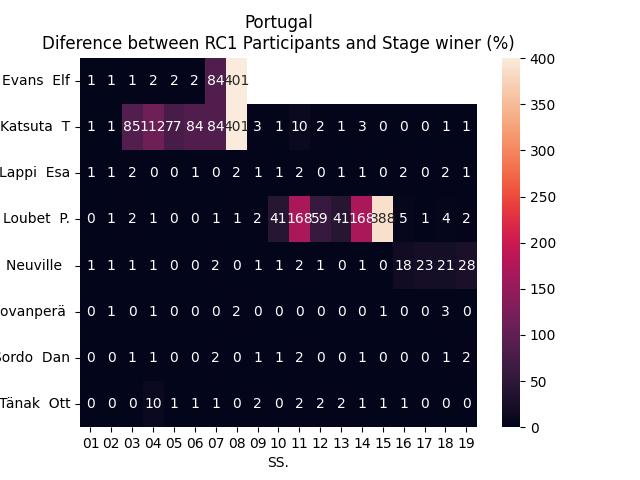 Portugal
Diference between RC1 Participants and Stage winer (%)
Evans Elf 1 1 1 2 2 2 84 401
Katsuta T 1 1 85 112 77 84 84 401 3 1 10 2 1 3 0 0 0 1 1
Lappi Esa 1 1 2 0 0 1 0 2 1 1 2 0 1 1 0 2 0 2 1
Loubet P. 0 1 2 1 0 0 1 1 2 41 168 59 41 168 388 5 1 4 2
Neuville 1 1 1 1 0 0 2 0 1 1 2 1 0 1 0 18 23 21 28
ovanperä 0 1 0 1 0 0 0 2 0 0 0 0 0 0 1 0 0 3 0
ordo Dan 0 0 1 1 0 0 2 0 1 1 2 0 0 1 0 0 0 1 2
Tänak Ott 0 0 0 10 1 1 1 0 2 0 2 2 2 1 1 1 0 0 0
01 02 03 04 05 06 07 08 09 10 11 12 13 14 15 16 17 18 19
SS.
400
350
300
250
200
150
100
50
0